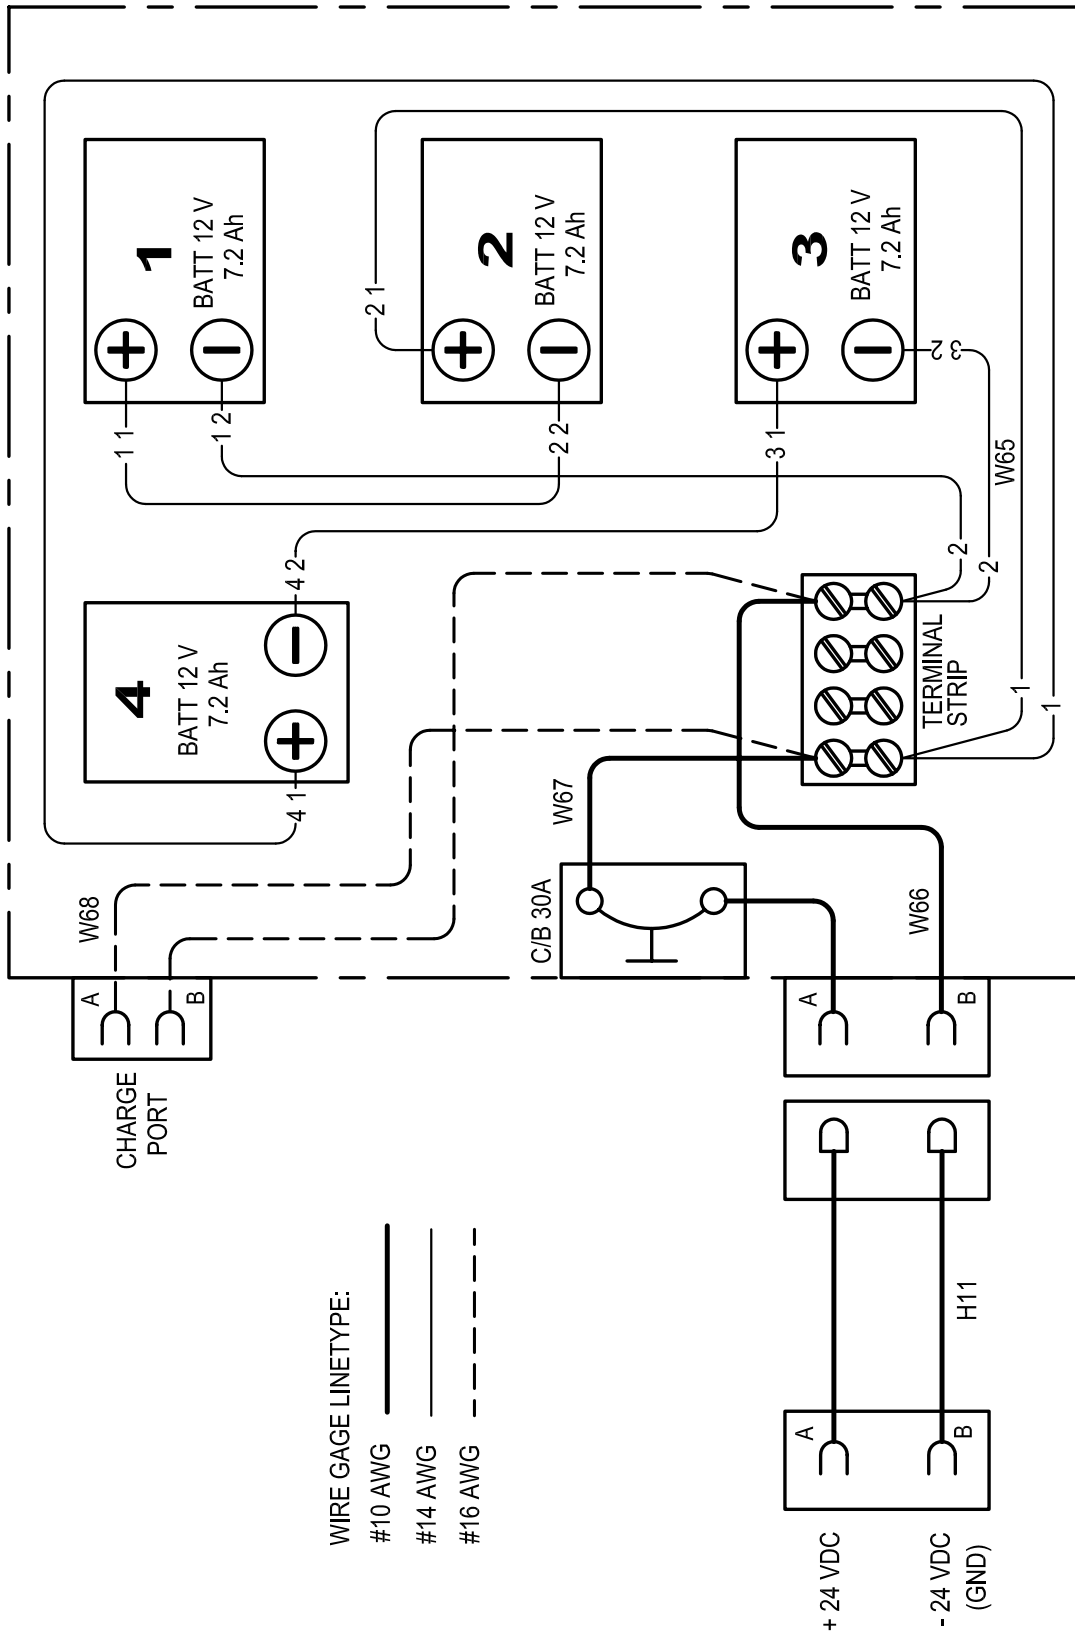 CHARGE
PORT
A
B
W68
4
BATT 12 V
7.2 Ah
4 1
4 2
1
BATT 12 V
7.2 Ah
1 1
1 2
WIRE GAGE LINETYPE:
#10 AWG
#14 AWG
#16 AWG
C/B 30A
W67
2
BATT 12 V
7.2 Ah
2 1
2 2
3
BATT 12 V
7.2 Ah
3 1
3 2
TERMINAL
STRIP
1
1
2
2
W65
W66
A
B
H11
A
B
+ 24 VDC
- 24 VDC
(GND)